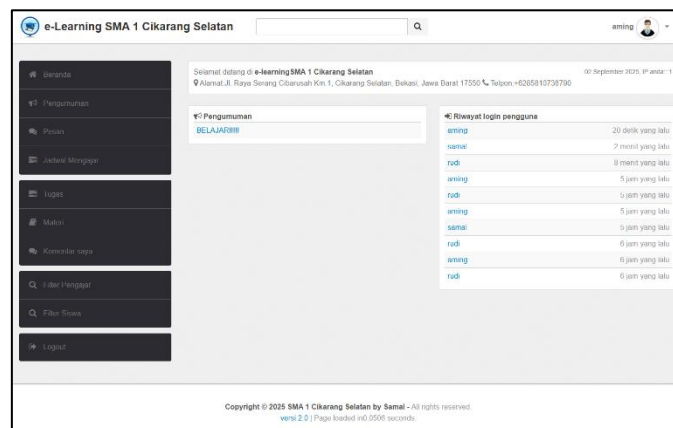 e-Learning SMA 1 Cikarang Selatan
aming
Beranda
Pengumuman
Pesan
Jadwal Mengajar
Tugas
Materi
Komentar saya
Filter Pengajar
Filter Siswa
Logout
Selamat datang di e-learningSMA 1 Cikarang Selatan
02 September 2025, IP anda::1
Alamat:Jl. Raya Serang Cibarusah Km.1, Cikarang Selatan, Bekasi, Jawa Barat 17550 Telpon:+6285810738790
Pengumuman
BELAJAR!!!!!
Riwayat login pengguna
aming 20 detik yang lalu
samal 2 menit yang lalu
rudi 8 menit yang lalu
aming 5 jam yang lalu
rudi 5 jam yang lalu
aming 5 jam yang lalu
samal 5 jam yang lalu
rudi 6 jam yang lalu
aming 6 jam yang lalu
rudi 6 jam yang lalu
Copyright © 2025 SMA 1 Cikarang Selatan by Samal - All rights reserved.
versi 2.0 | Page loaded in0.0506 seconds.